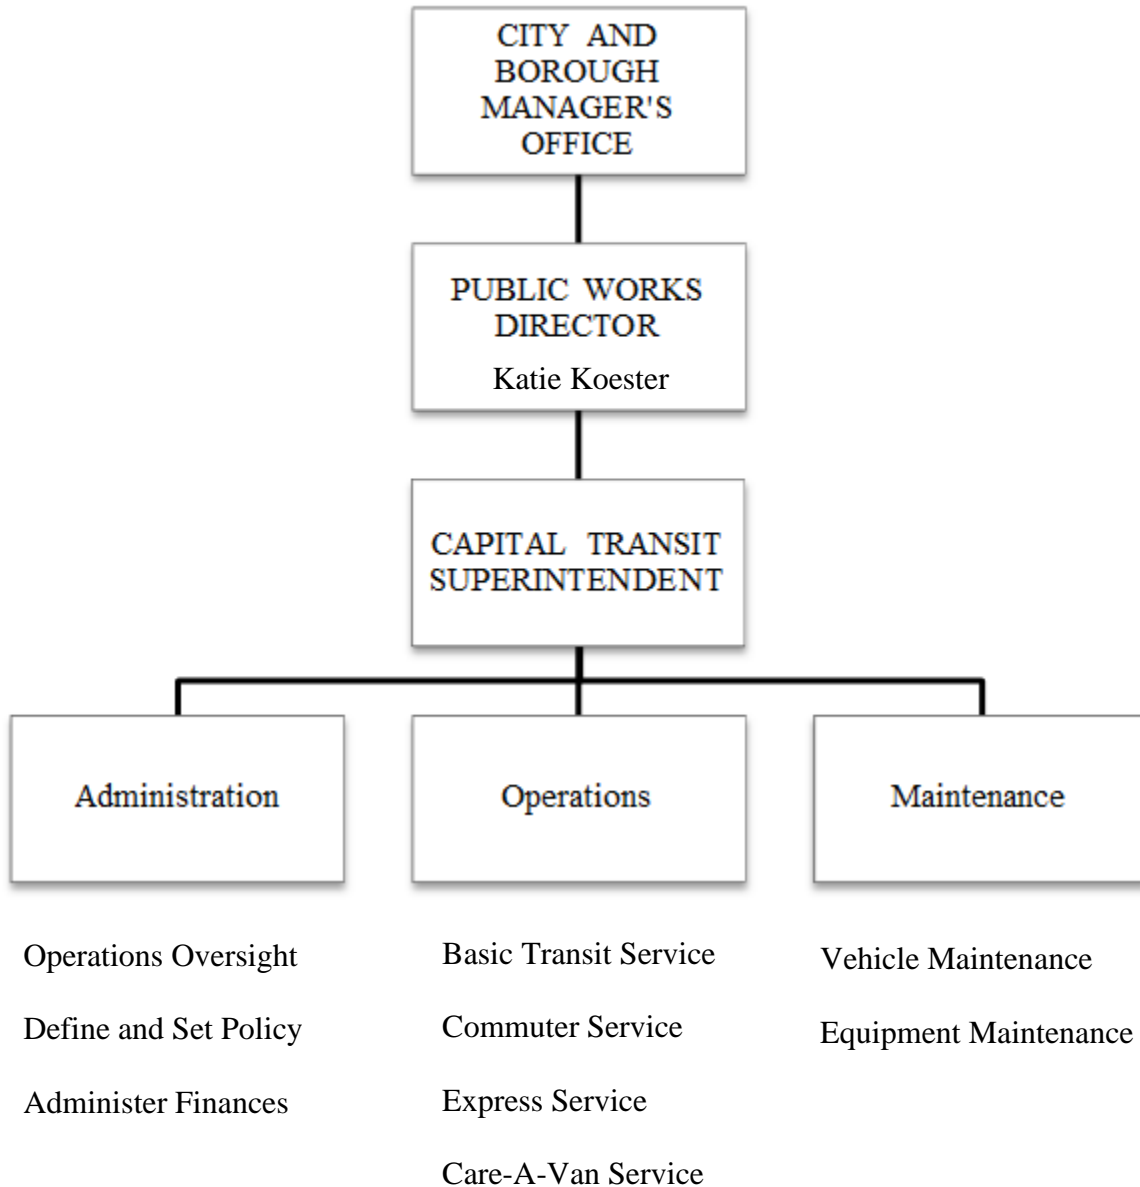 CITY AND
BOROUGH
MANAGER'S
OFFICE
PUBLIC WORKS
DIRECTOR
Katie Koester
CAPITAL TRANSIT
SUPERINTENDENT
Administration
Operations
Maintenance
Operations Oversight
Define and Set Policy
Administer Finances
Basic Transit Service
Commuter Service
Express Service
Care-A-Van Service
Vehicle Maintenance
Equipment Maintenance